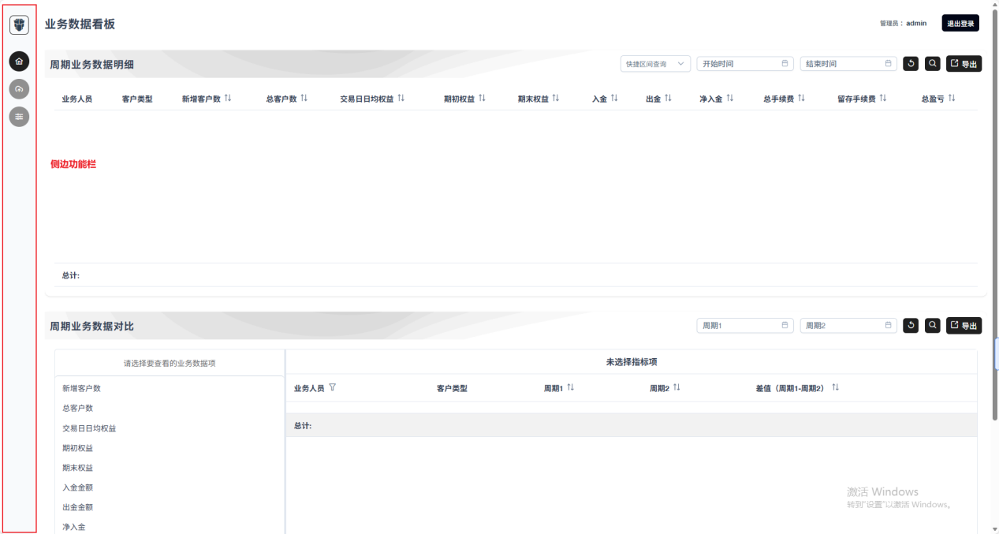 业务数据看板
管理员： admin
退出登录
周期业务数据明细
快捷区间查询
开始时间
结束时间
导出
业务人员 客户类型 新增客户数 总客户数 交易日日均权益 期初权益 期末权益 入金 出金 净入金 总手续费 留存手续费 总盈亏
侧边功能栏
总计:
周期业务数据对比
周期1
周期2
导出
请选择要查看的业务数据项
未选择指标项
业务人员 客户类型 周期1 周期2 差值（周期1-周期2）
总计:
新增客户数
总客户数
交易日日均权益
期初权益
期末权益
入金金额
出金金额
净入金
激活 Windows
转到"设置"以激活 Windows。